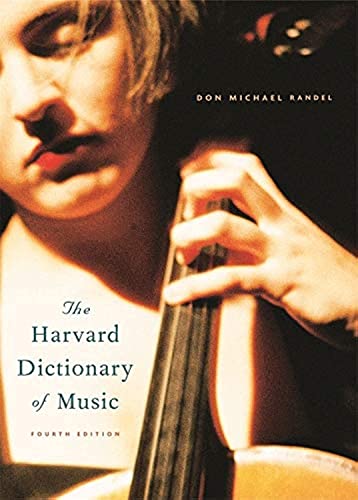 DON MICHAEL RANDEL
The
Harvard
Dictionary
of Music
FOURTH EDITION